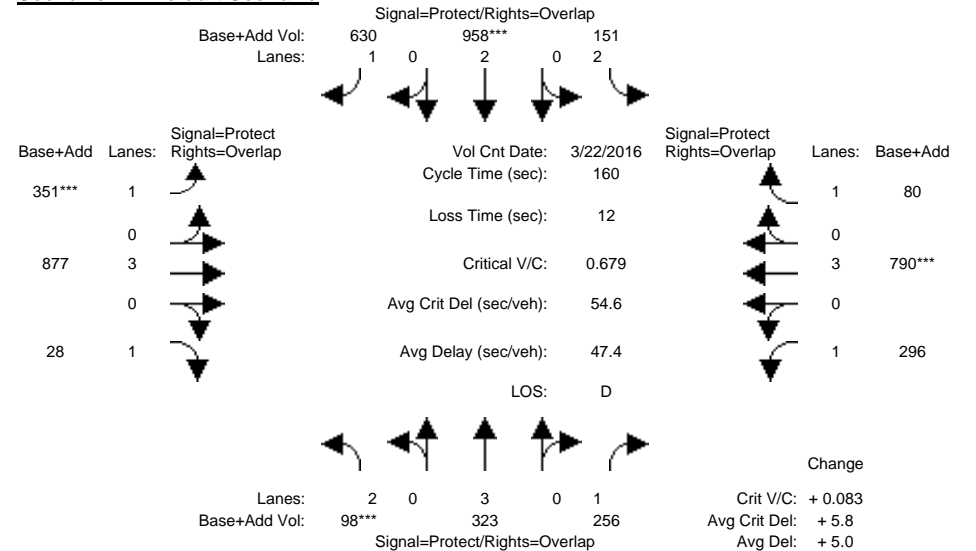 Signal=Protect/Rights=Overlap
Base+Add Vol: 630 958*** 151
Lanes: 1 0 2 0 2
Signal=Protect
Base+Add Lanes: Rights=Overlap
Vol Cnt Date: 3/22/2016
Signal=Protect
Rights=Overlap Lanes: Base+Add
Cycle Time (sec): 160
351*** 1
1 80
Loss Time (sec): 12
0
0
877 3
Critical V/C: 0.679
3 790***
0
Avg Crit Del (sec/veh): 54.6
0
28 1
Avg Delay (sec/veh): 47.4
1 296
LOS: D
Change
Lanes: 2 0 3 0 1
Crit V/C: + 0.083
Base+Add Vol: 98*** 323 256
Avg Crit Del: + 5.8
Signal=Protect/Rights=Overlap
Avg Del: + 5.0